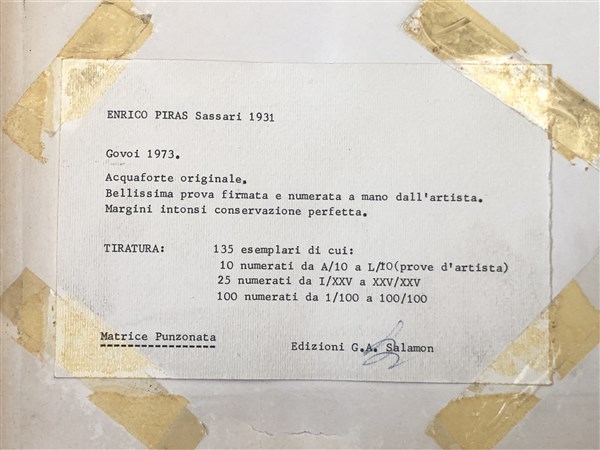 ENRICO PIRAS Sassari 1931
Govoi 1973.
Acquaforte originale.
Bellissima prova firmata e numerata a mano dall'artista.
Margini intonsi conservazione perfetta.
TIRATURA: 135 esemplari di cui:
10 numerati da A/10 a L/10(prove d'artista)
25 numerati da I/XXV a XXV/XXV
100 numerati da 1/100 a 100/100
Matrice Punzonata Edizioni G.A. Salamon